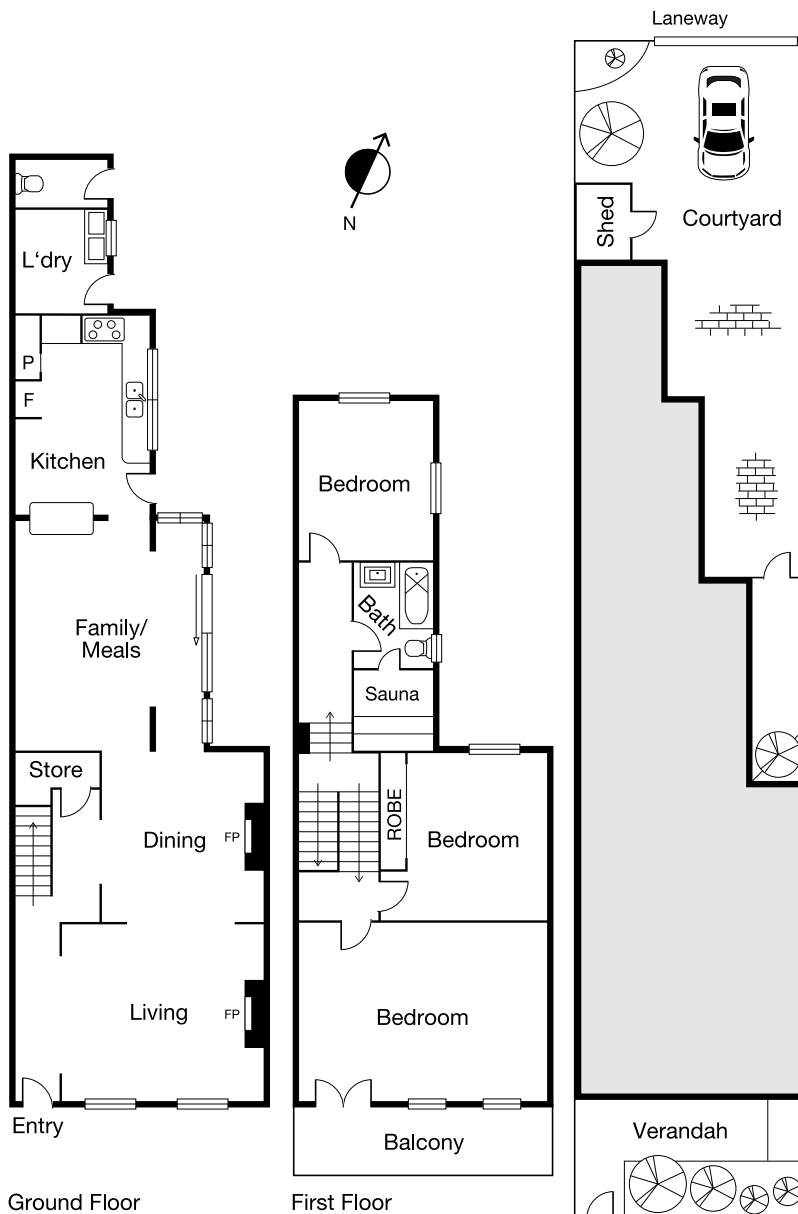 Laneway
Shed
Courtyard
N
L'dry
P
F
Kitchen
Family/
Meals
Store
Dining
FP
Living
FP
Entry
Ground Floor
Bedroom
Bath
Sauna
ROBE
Bedroom
Bedroom
Balcony
First Floor
Verandah